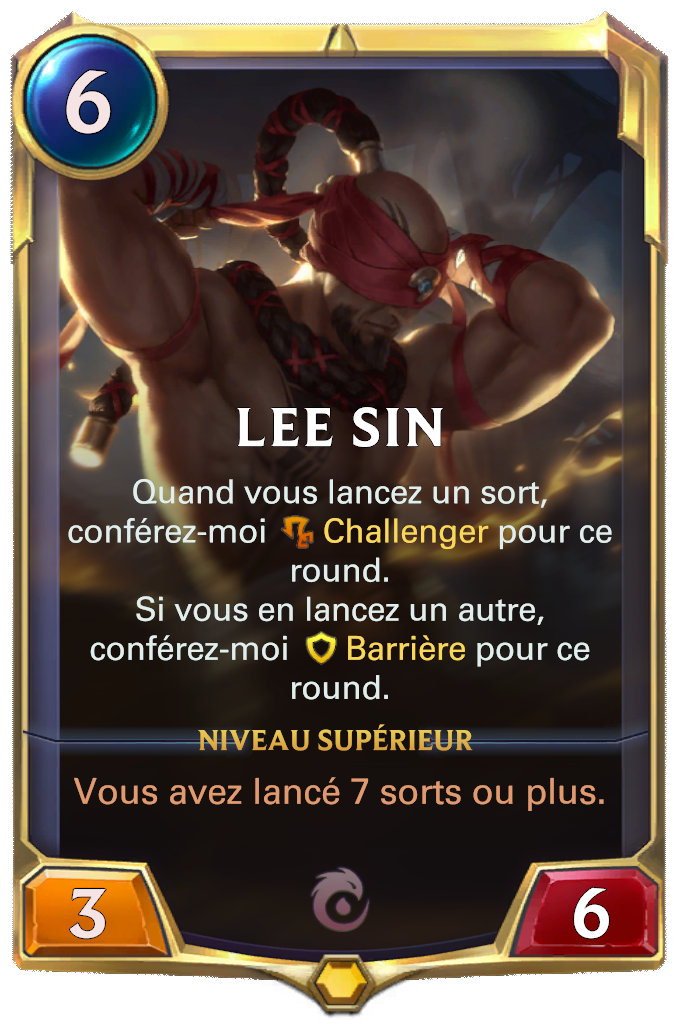 6
LEE SIN
Quand vous lancez un sort,
conférez-moi Challenger pour ce
round.
Si vous en lancez un autre,
conférez-moi Barrière pour ce
round.
NIVEAU SUPÉRIEUR
Vous avez lancé 7 sorts ou plus.
3
6